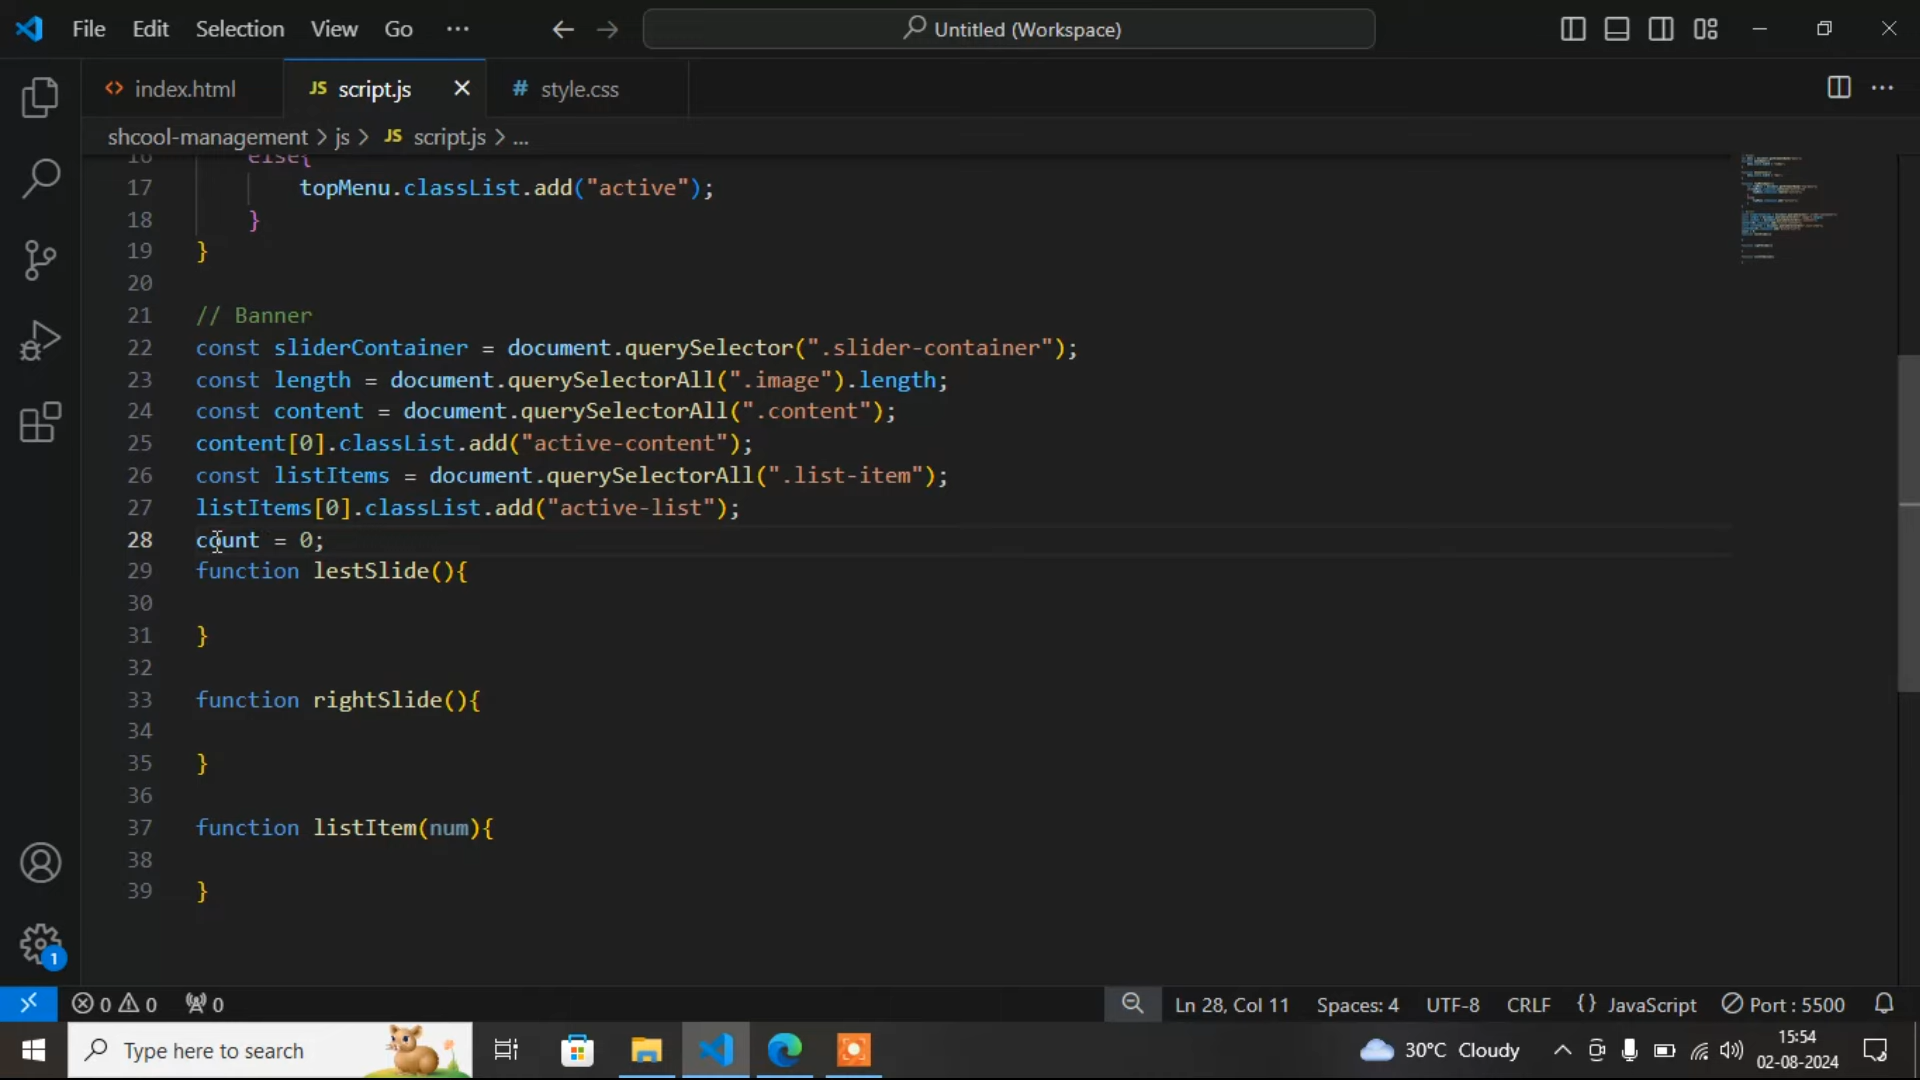 File Edit Selection View Go ···
Untitled (Workspace)
<> index.html
JS script.js
# style.css
shcool-management > js > JS script.js > ...
16 else{
17 topMenu.classList.add("active");
18 }
19 }
20
21 // Banner
22 const sliderContainer = document.querySelector(".slider-container");
23 const length = document.querySelectorAll(".image").length;
24 const content = document.querySelectorAll(".content");
25 content[0].classList.add("active-content");
26 const listItems = document.querySelectorAll(".list-item");
27 listItems[0].classList.add("active-list");
28 count = 0;
29 function lestSlide(){
30
31 }
32
33 function rightSlide(){
34
35 }
36
37 function listItem(num){
38
39 }
1
0 0 0
Ln 28, Col 11 Spaces: 4 UTF-8 CRLF {} JavaScript Port : 5500
Type here to search
30°C Cloudy
15:54
02-08-2024